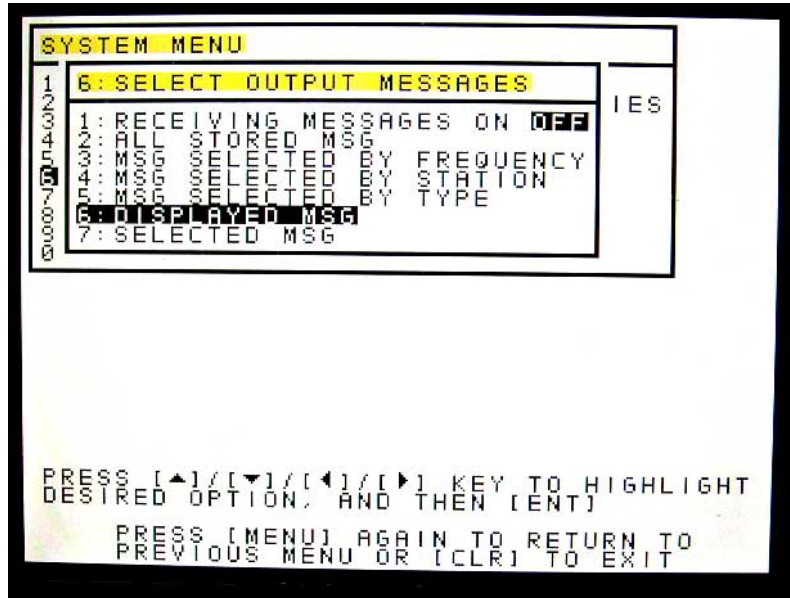 SYSTEM MENU
6:SELECT OUTPUT MESSAGES
IES
1
2
3
4
5
6
7
8
9
0
1:RECEIVING MESSAGES ON OFF
2:ALL STORED MSG
3:MSG SELECTED BY FREQUENCY
4:MSG SELECTED BY STATION
5:MSG SELECTED BY TYPE
6:DISPLAYED MSG
7:SELECTED MSG
PRESS [▲]/[▼]/[◀]/[▶] KEY TO HIGHLIGHT
DESIRED OPTION, AND THEN [ENT]
PRESS [MENU] AGAIN TO RETURN TO
PREVIOUS MENU OR [CLR] TO EXIT